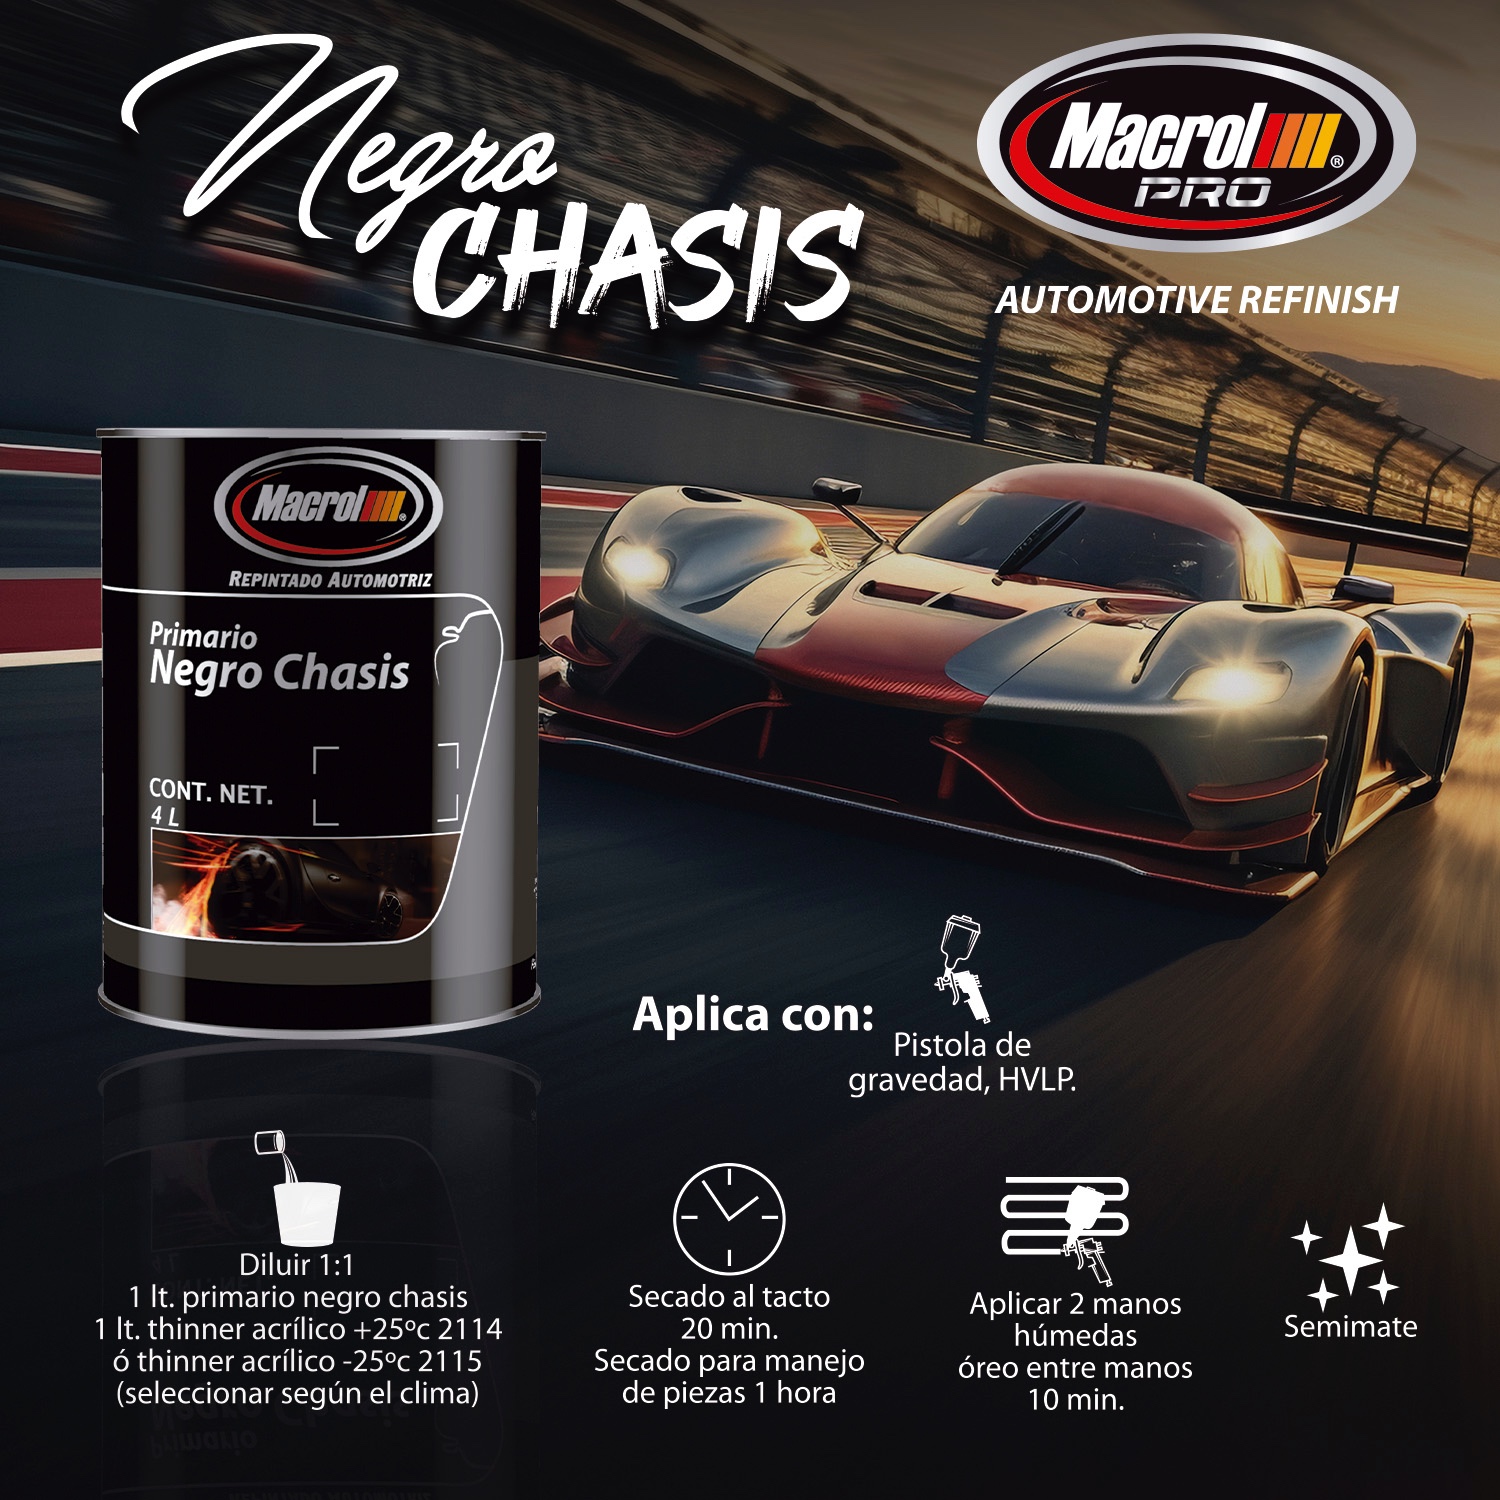 Negro
CHASIS
Macrol®
PRO
AUTOMOTIVE REFINISH
Macrol®
REPINTADO AUTOMOTRIZ
Primario
Negro Chasis
CONT. NET.
4 L
Aplica con:
Pistola de
gravedad, HVLP.
Diluir 1:1
1 lt. primario negro chasis
1 lt. thinner acrílico +25ºc 2114
ó thinner acrílico -25ºc 2115
(seleccionar según el clima)
Secado al tacto
20 min.
Secado para manejo
de piezas 1 hora
Aplicar 2 manos
húmedas
óreo entre manos
10 min.
Semimate